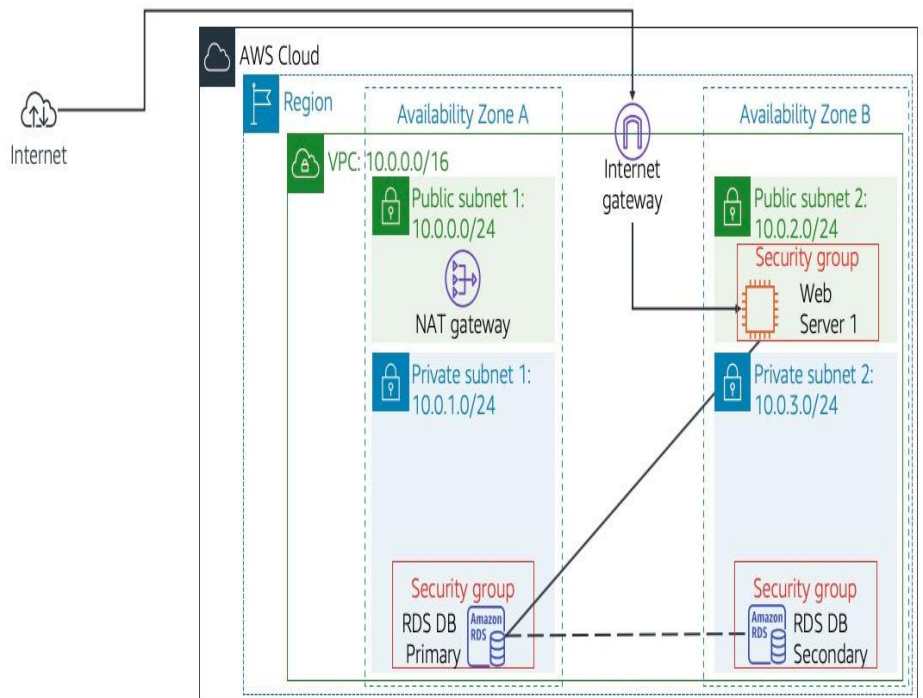 AWS Cloud
Region
Internet
Availability Zone A
Availability Zone B
VPC: 10.0.0.0/16
Internet
gateway
Public subnet 1:
10.0.0.0/24
NAT gateway
Public subnet 2:
10.0.2.0/24
Security group
Web
Server 1
Private subnet 1:
10.0.1.0/24
Private subnet 2:
10.0.3.0/24
Security group
RDS DB
Primary
Amazon
RDS
Security group
Amazon
RDS
RDS DB
Secondary